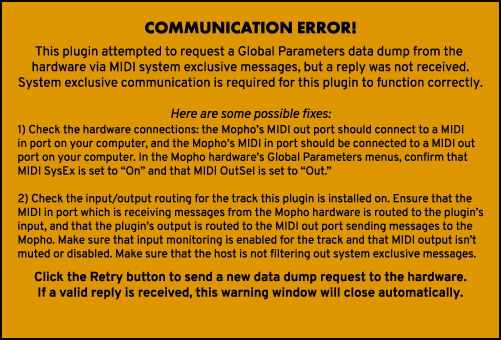 COMMUNICATION ERROR!
This plugin attempted to request a Global Parameters data dump from the
hardware via MIDI system exclusive messages, but a reply was not received.
System exclusive communication is required for this plugin to function correctly.
Here are some possible fixes:
1) Check the hardware connections: the Mopho's MIDI out port should connect to a MIDI
in port on your computer, and the Mopho's MIDI in port should be connected to a MIDI out
port on your computer. In the Mopho hardware's Global Parameters menus, confirm that
MIDI SysEx is set to “On” and that MIDI OutSel is set to “Out.”
2) Check the input/output routing for the track this plugin is installed on. Ensure that the
MIDI in port which is receiving messages from the Mopho hardware is routed to the plugin's
input, and that the plugin's output is routed to the MIDI out port sending messages to the
Mopho. Make sure that input monitoring is enabled for the track and that MIDI output isn't
muted or disabled. Make sure that the host is not filtering out system exclusive messages.
Click the Retry button to send a new data dump request to the hardware.
If a valid reply is received, this warning window will close automatically.